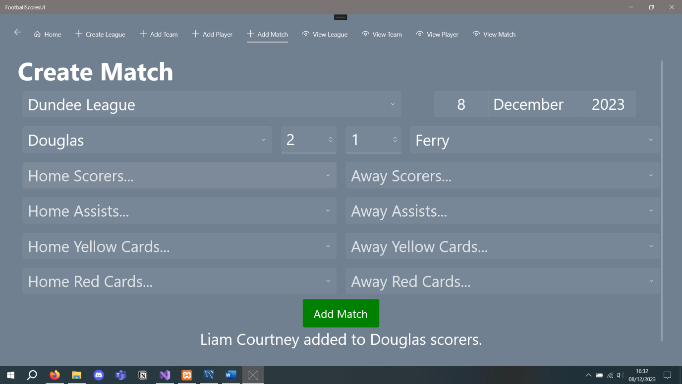 FootballScoresUI
Home Create League Add Team Add Player Add Match View League View Team View Player View Match
Create Match
Dundee League 8 December 2023
Douglas 2 1 Ferry
Home Scorers... Away Scorers...
Home Assists... Away Assists...
Home Yellow Cards... Away Yellow Cards...
Home Red Cards... Away Red Cards...
Add Match
Liam Courtney added to Douglas scorers.
16:32
08/12/2023